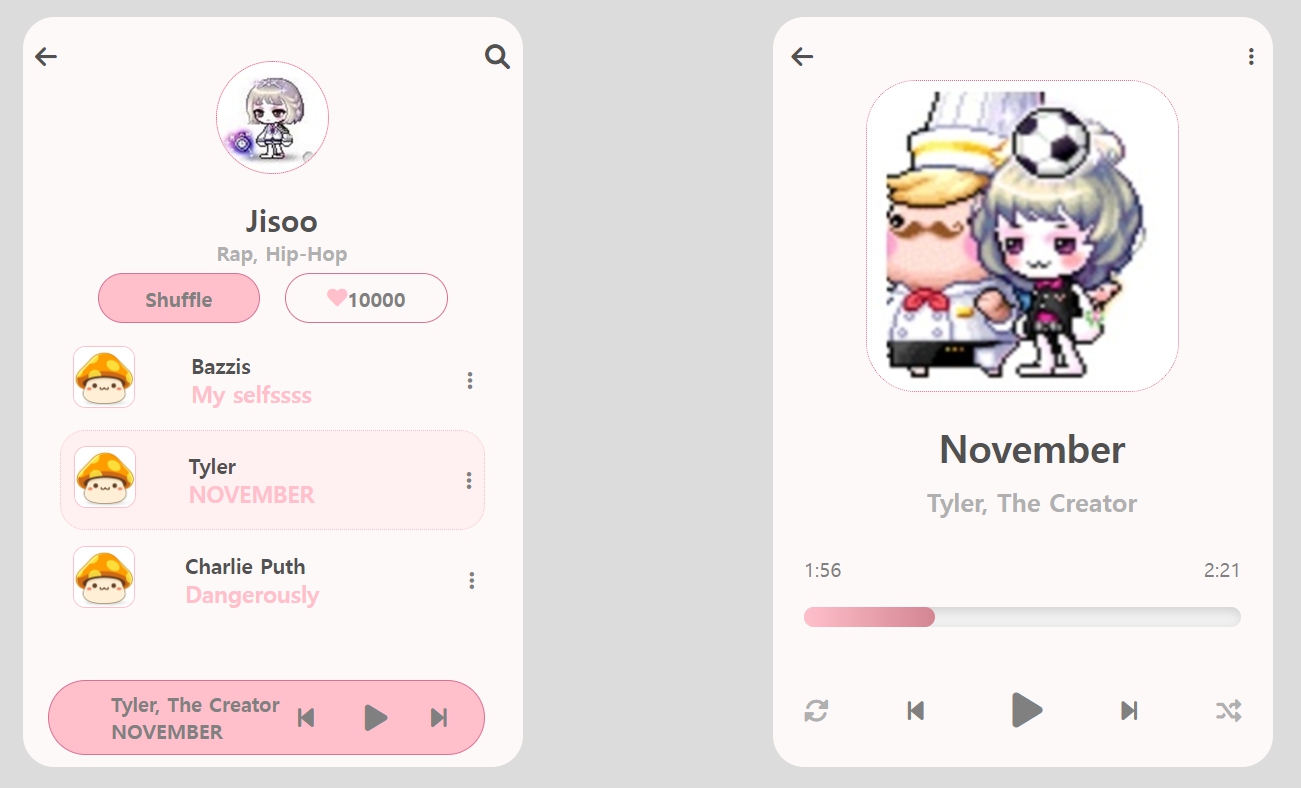 Jisoo
Rap, Hip-Hop
Shuffle
10000
Bazzis
My selfssss
Tyler
NOVEMBER
Charlie Puth
Dangerously
Tyler, The Creator
NOVEMBER
November
Tyler, The Creator
1:56
2:21